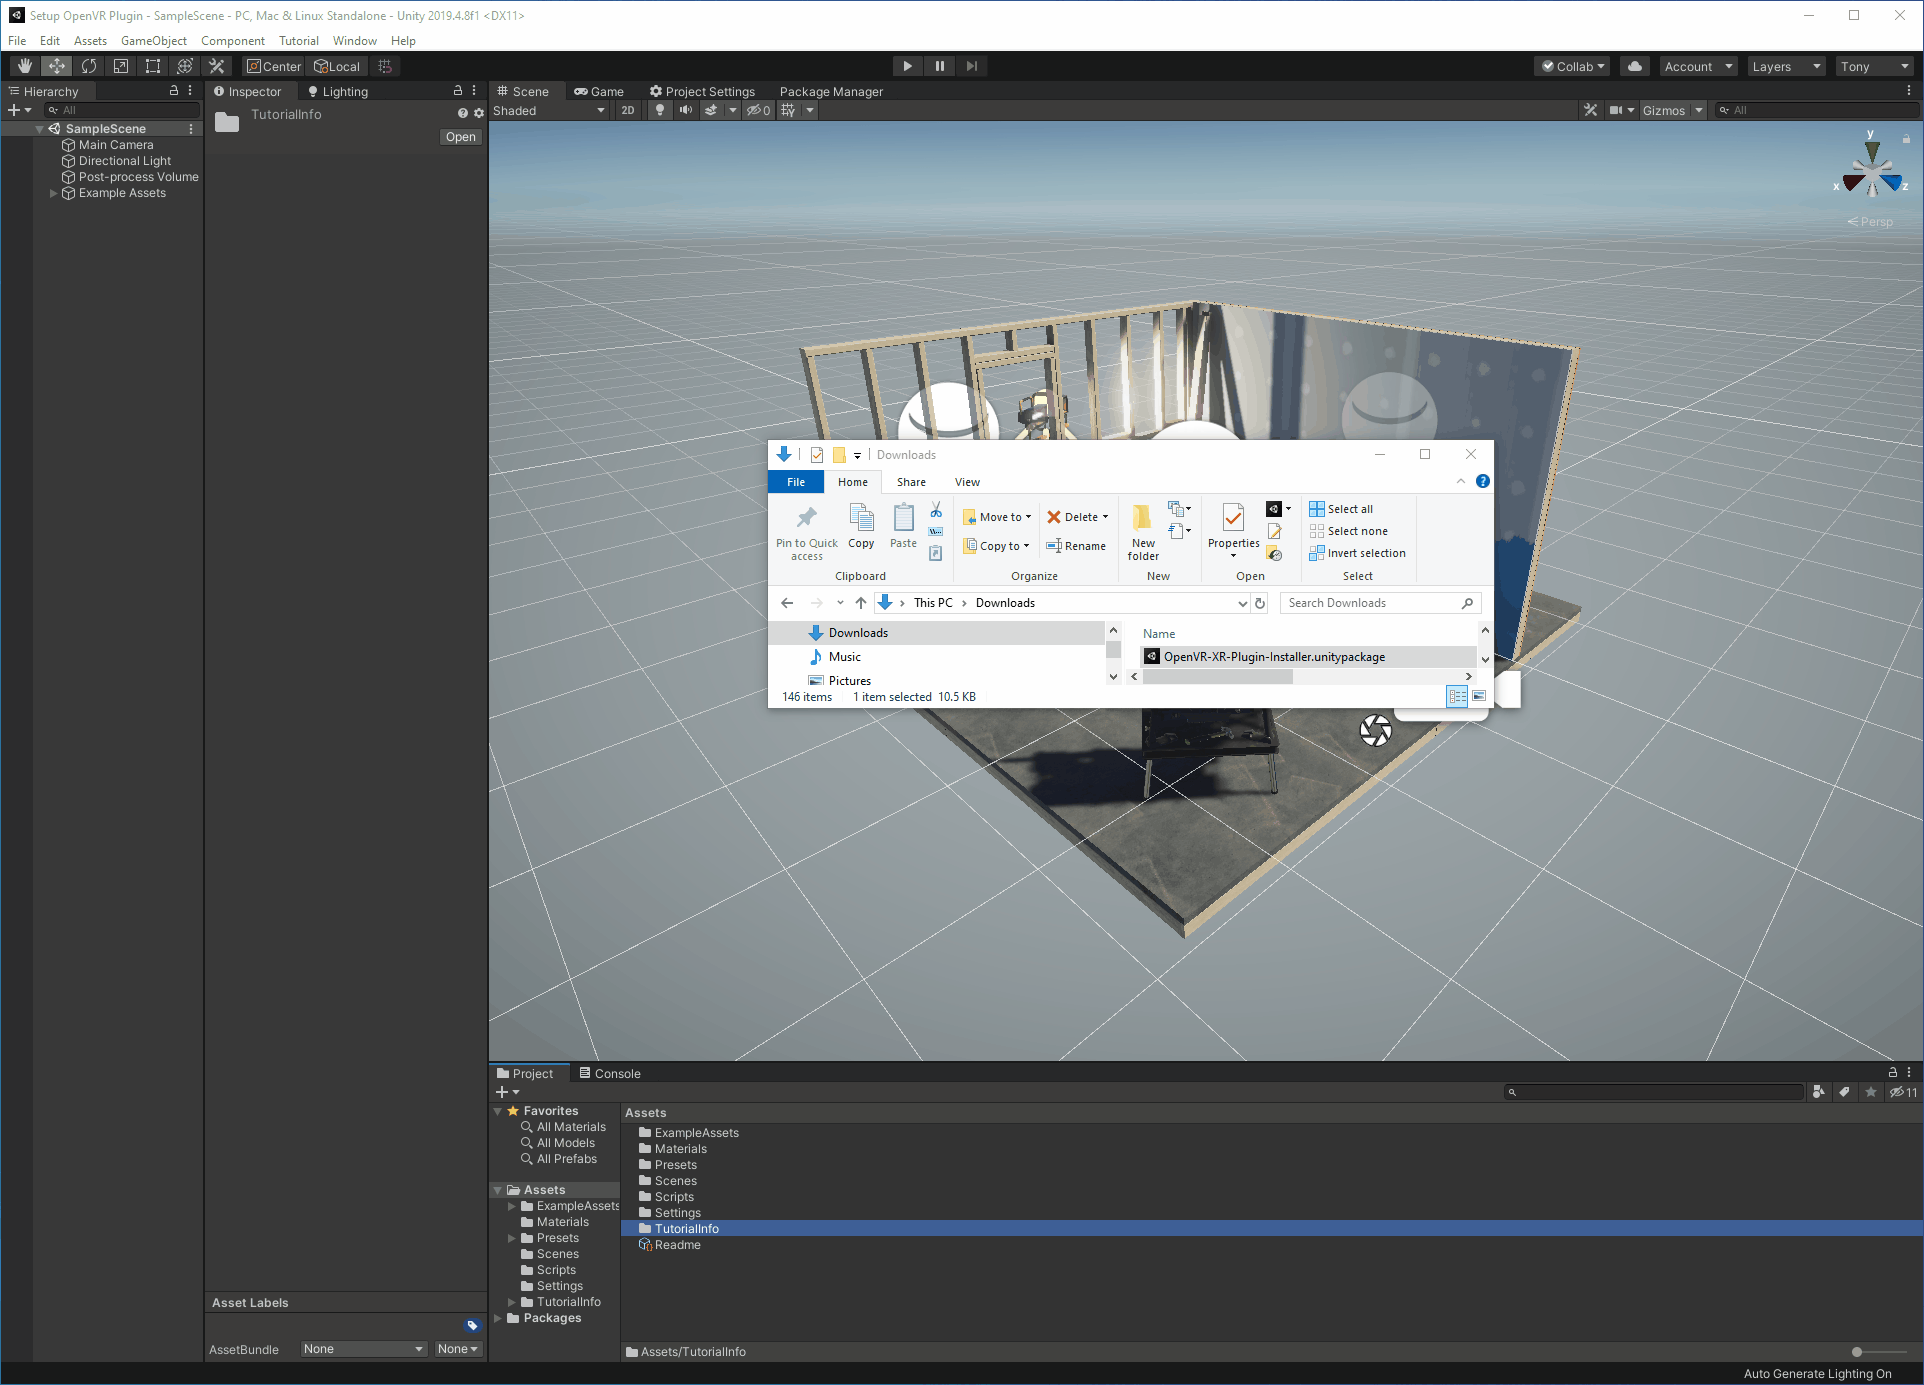 Setup OpenVR Plugin - SampleScene - PC, Mac & Linux Standalone - Unity 2019.4.8f1 <DX11>
File Edit Assets GameObject Component Tutorial Window Help
Center Local Collab Account Layers Tony
Hierarchy
All
SampleScene
Main Camera
Directional Light
Post-process Volume
Example Assets
Inspector Lighting
TutorialInfo
Open
Asset Labels
AssetBundle None None
Scene Game Project Settings Package Manager
Shaded 2D 0 Gizmos All
y
x z
Persp
Downloads
File Home Share View
Pin to Quick access
Copy
Paste
Clipboard
Move to
Copy to
Delete
Rename
Organize
New folder
New
Properties
Open
Select all
Select none
Invert selection
Select
This PC Downloads Search Downloads
Downloads
Music
Pictures
Name
OpenVR-XR-Plugin-Installer.unitypackage
146 items 1 item selected 10.5 KB
Project Console
11
Favorites
All Materials
All Models
All Prefabs
Assets
ExampleAssets
Materials
Presets
Scenes
Scripts
Settings
TutorialInfo
Packages
Assets
ExampleAssets
Materials
Presets
Scenes
Scripts
Settings
TutorialInfo
Readme
Assets/TutorialInfo
Auto Generate Lighting On